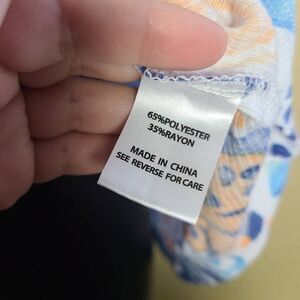 65%POLYESTER
35%RAYON
MADE IN CHINA
SEE REVERSE FOR CARE